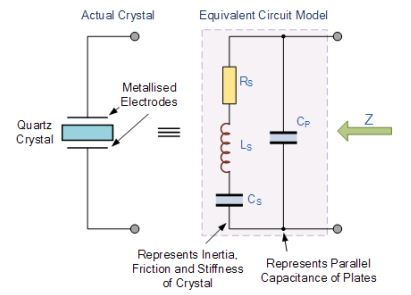 Actual Crystal
Equivalent Circuit Model
Metallised
Electrodes
Quartz
Crystal
RS
LS
CS
CP
Z
Represents Inertia,
Friction and Stiffness
of Crystal
Represents Parallel
Capacitance of Plates